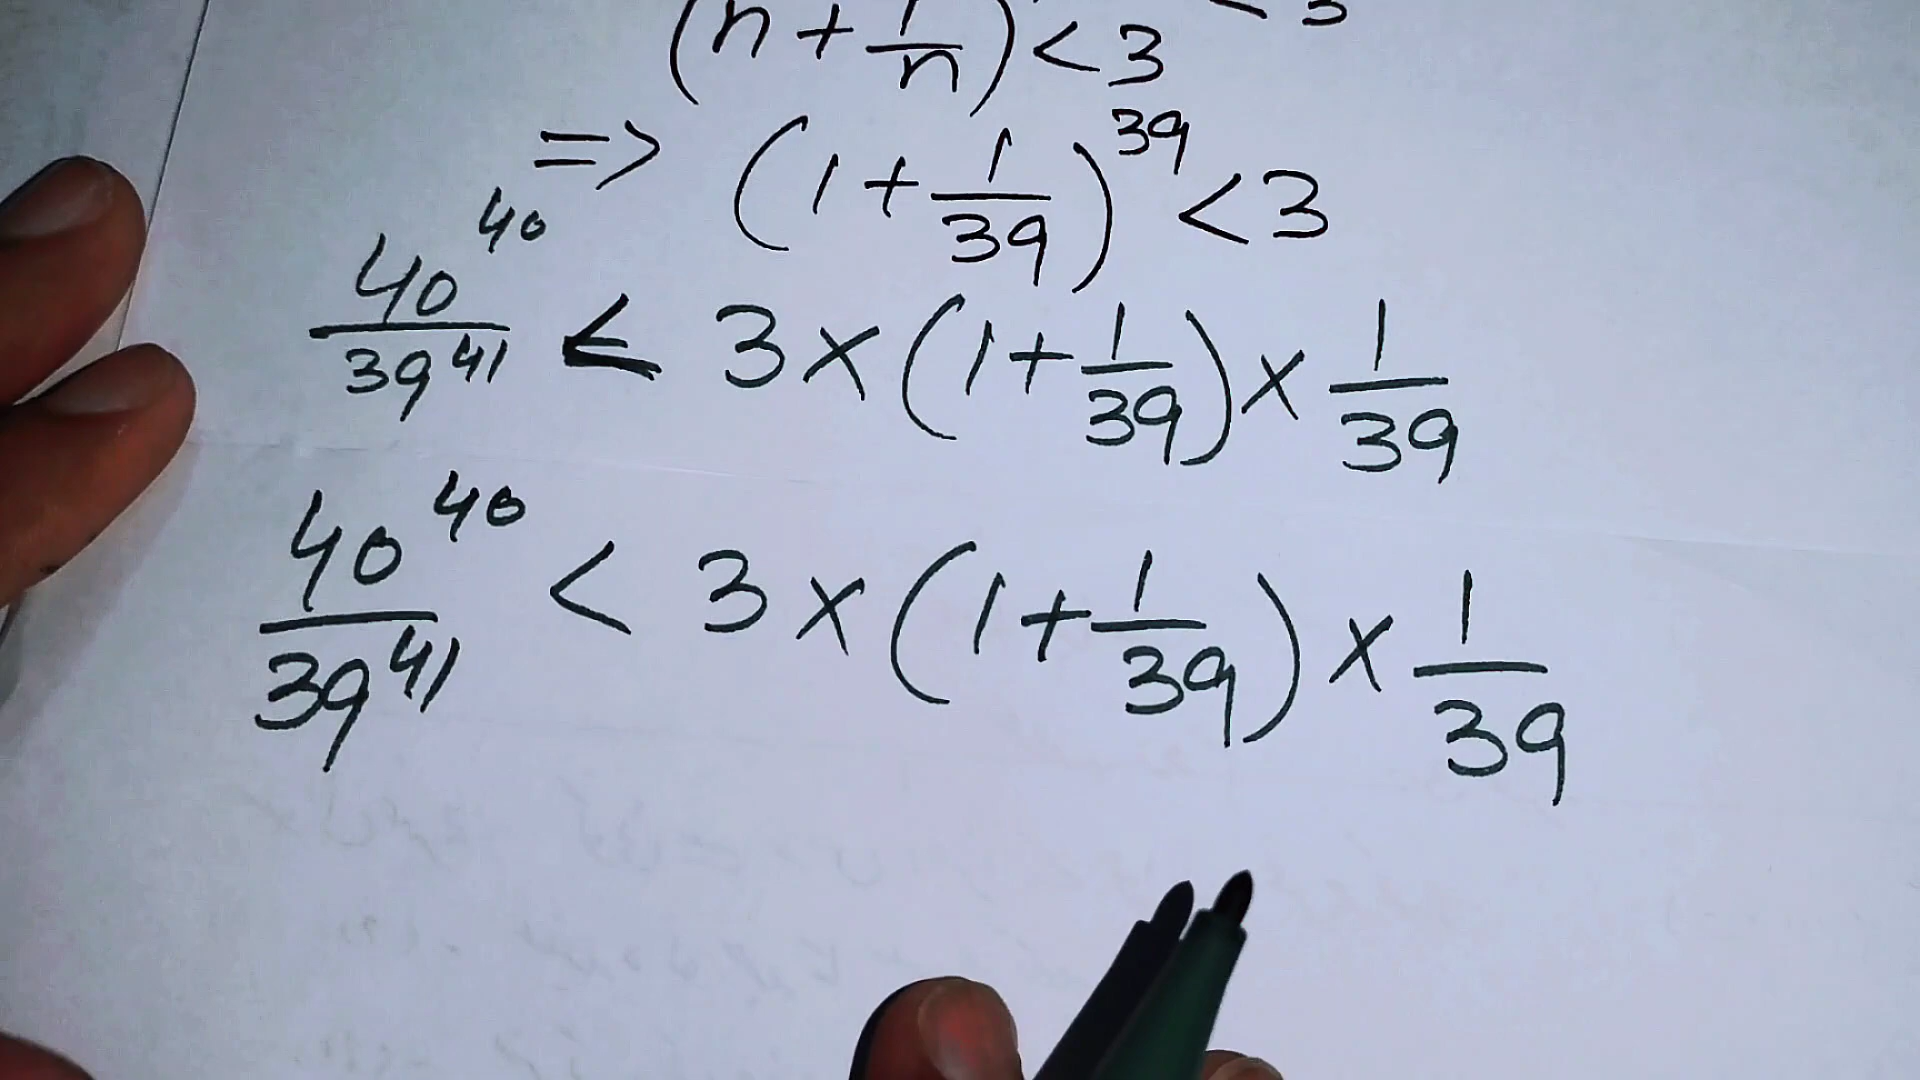 (n + 1/n) < 3 < 3
=> (1 + 1/39)^39 < 3
40^40/39^41 < 3 × (1 + 1/39) × 1/39
40^40/39^41 < 3 × (1 + 1/39) × 1/39